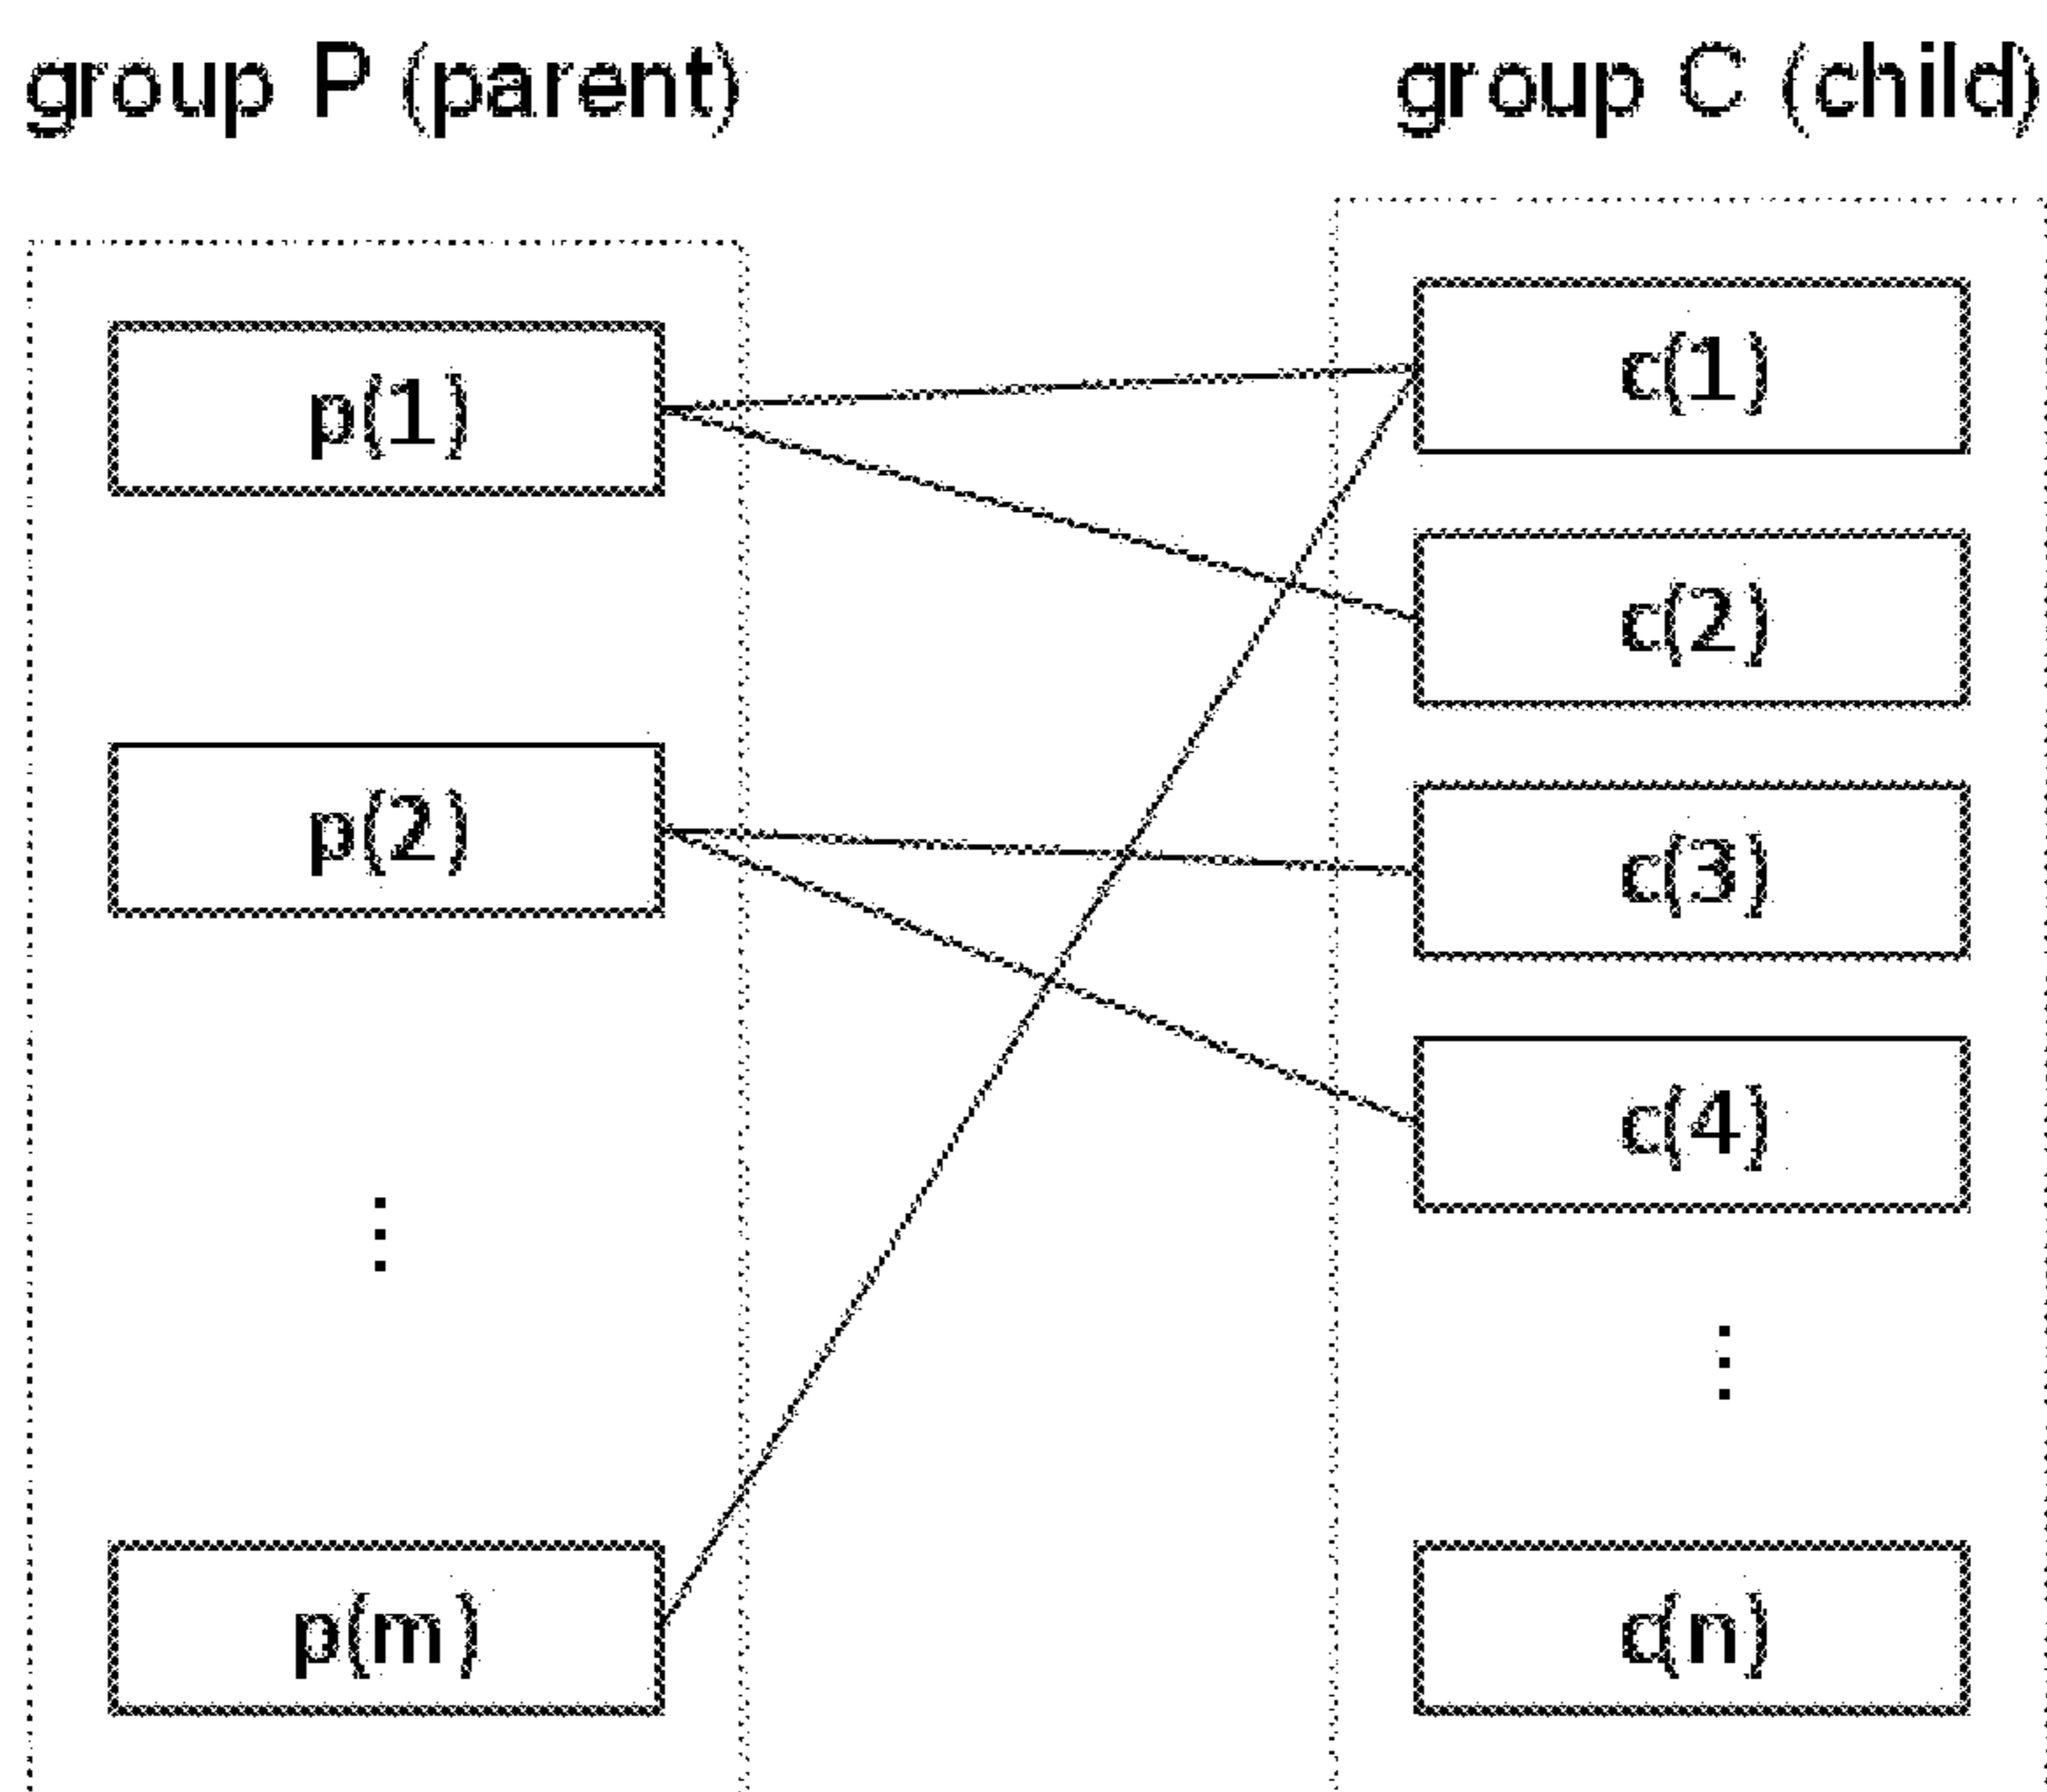 group P (parent)
group C (child)
p(1)
c(1)
c(2)
p(2)
c(3)
c(4)
⋮
⋮
p(m)
c(n)